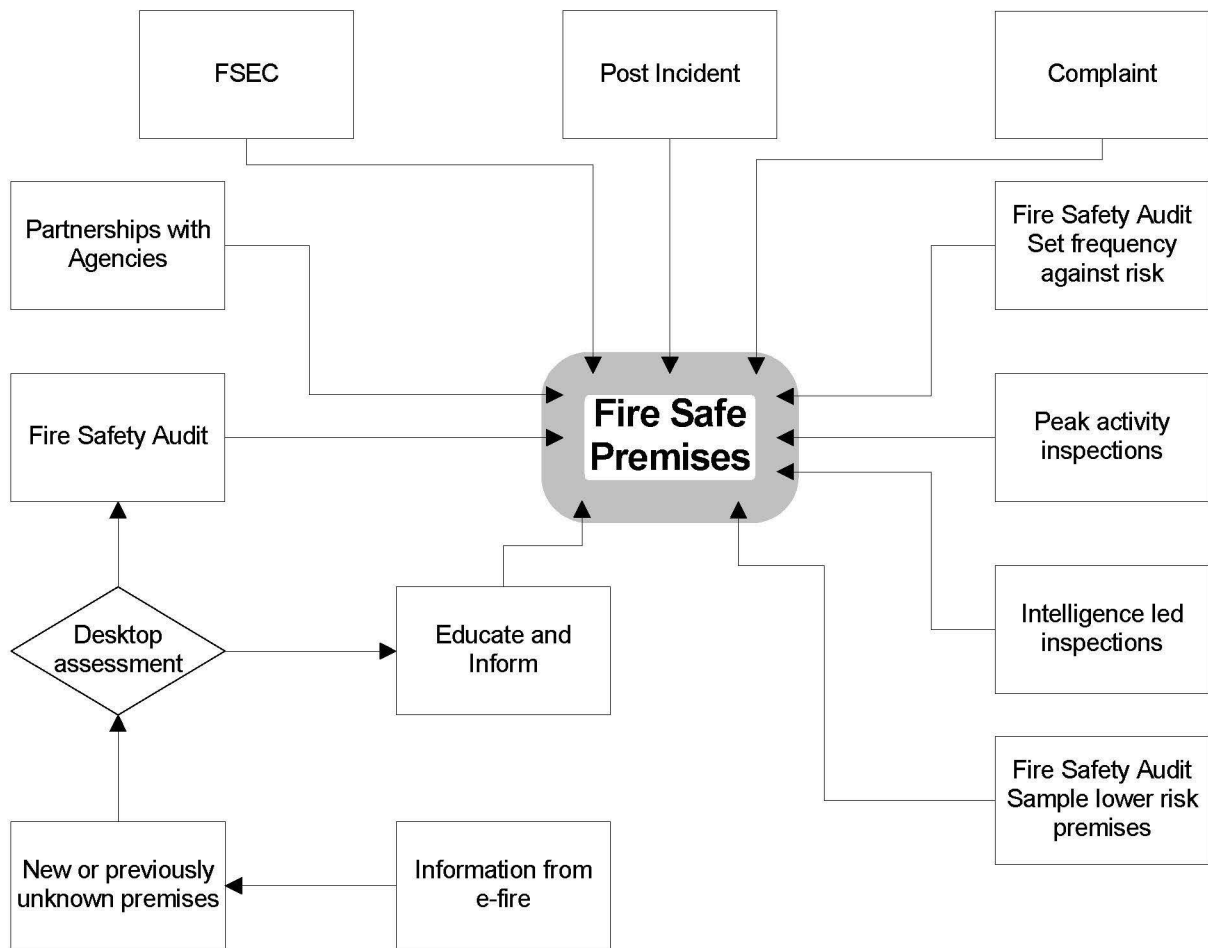 FSEC
Post Incident
Complaint
Partnerships with
Agencies
Fire Safety Audit
Set frequency
against risk
Fire Safety Audit
Fire Safe
Premises
Peak activity
inspections
Desktop
assessment
Educate and
Inform
Intelligence led
inspections
Fire Safety Audit
Sample lower risk
premises
New or previously
unknown premises
Information from
e-fire